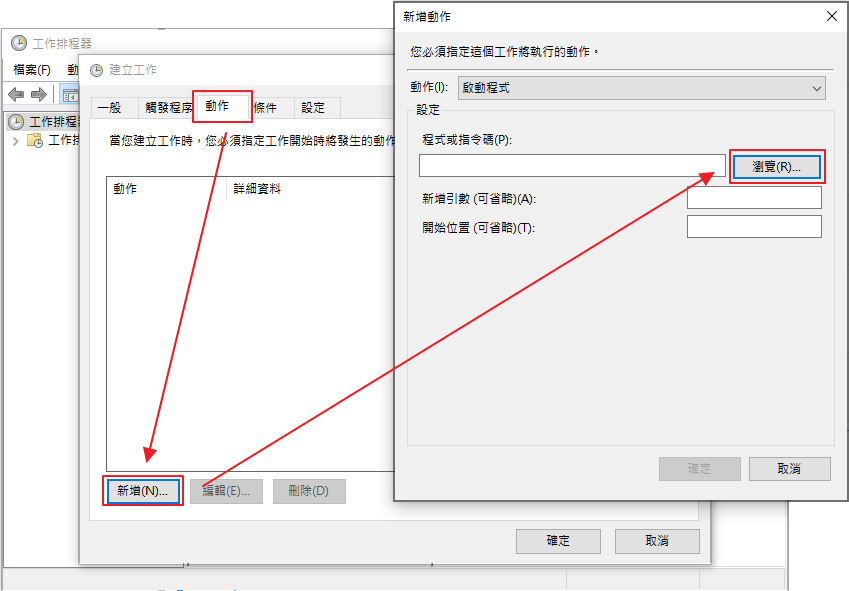 工作排程器
檔案(F) 動
工作排程器
工作排
建立工作
一般 觸發程序 動作 條件 設定
當您建立工作時，您必須指定工作開始時將發生的動作
動作 詳細資料
新增(N)... 編輯(E)... 刪除(D)
確定 取消
新增動作
您必須指定這個工作將執行的動作。
動作(I): 啟動程式
設定
程式或指令碼(P):
瀏覽(R)...
新增引數 (可省略)(A):
開始位置 (可省略)(T):
確定 取消